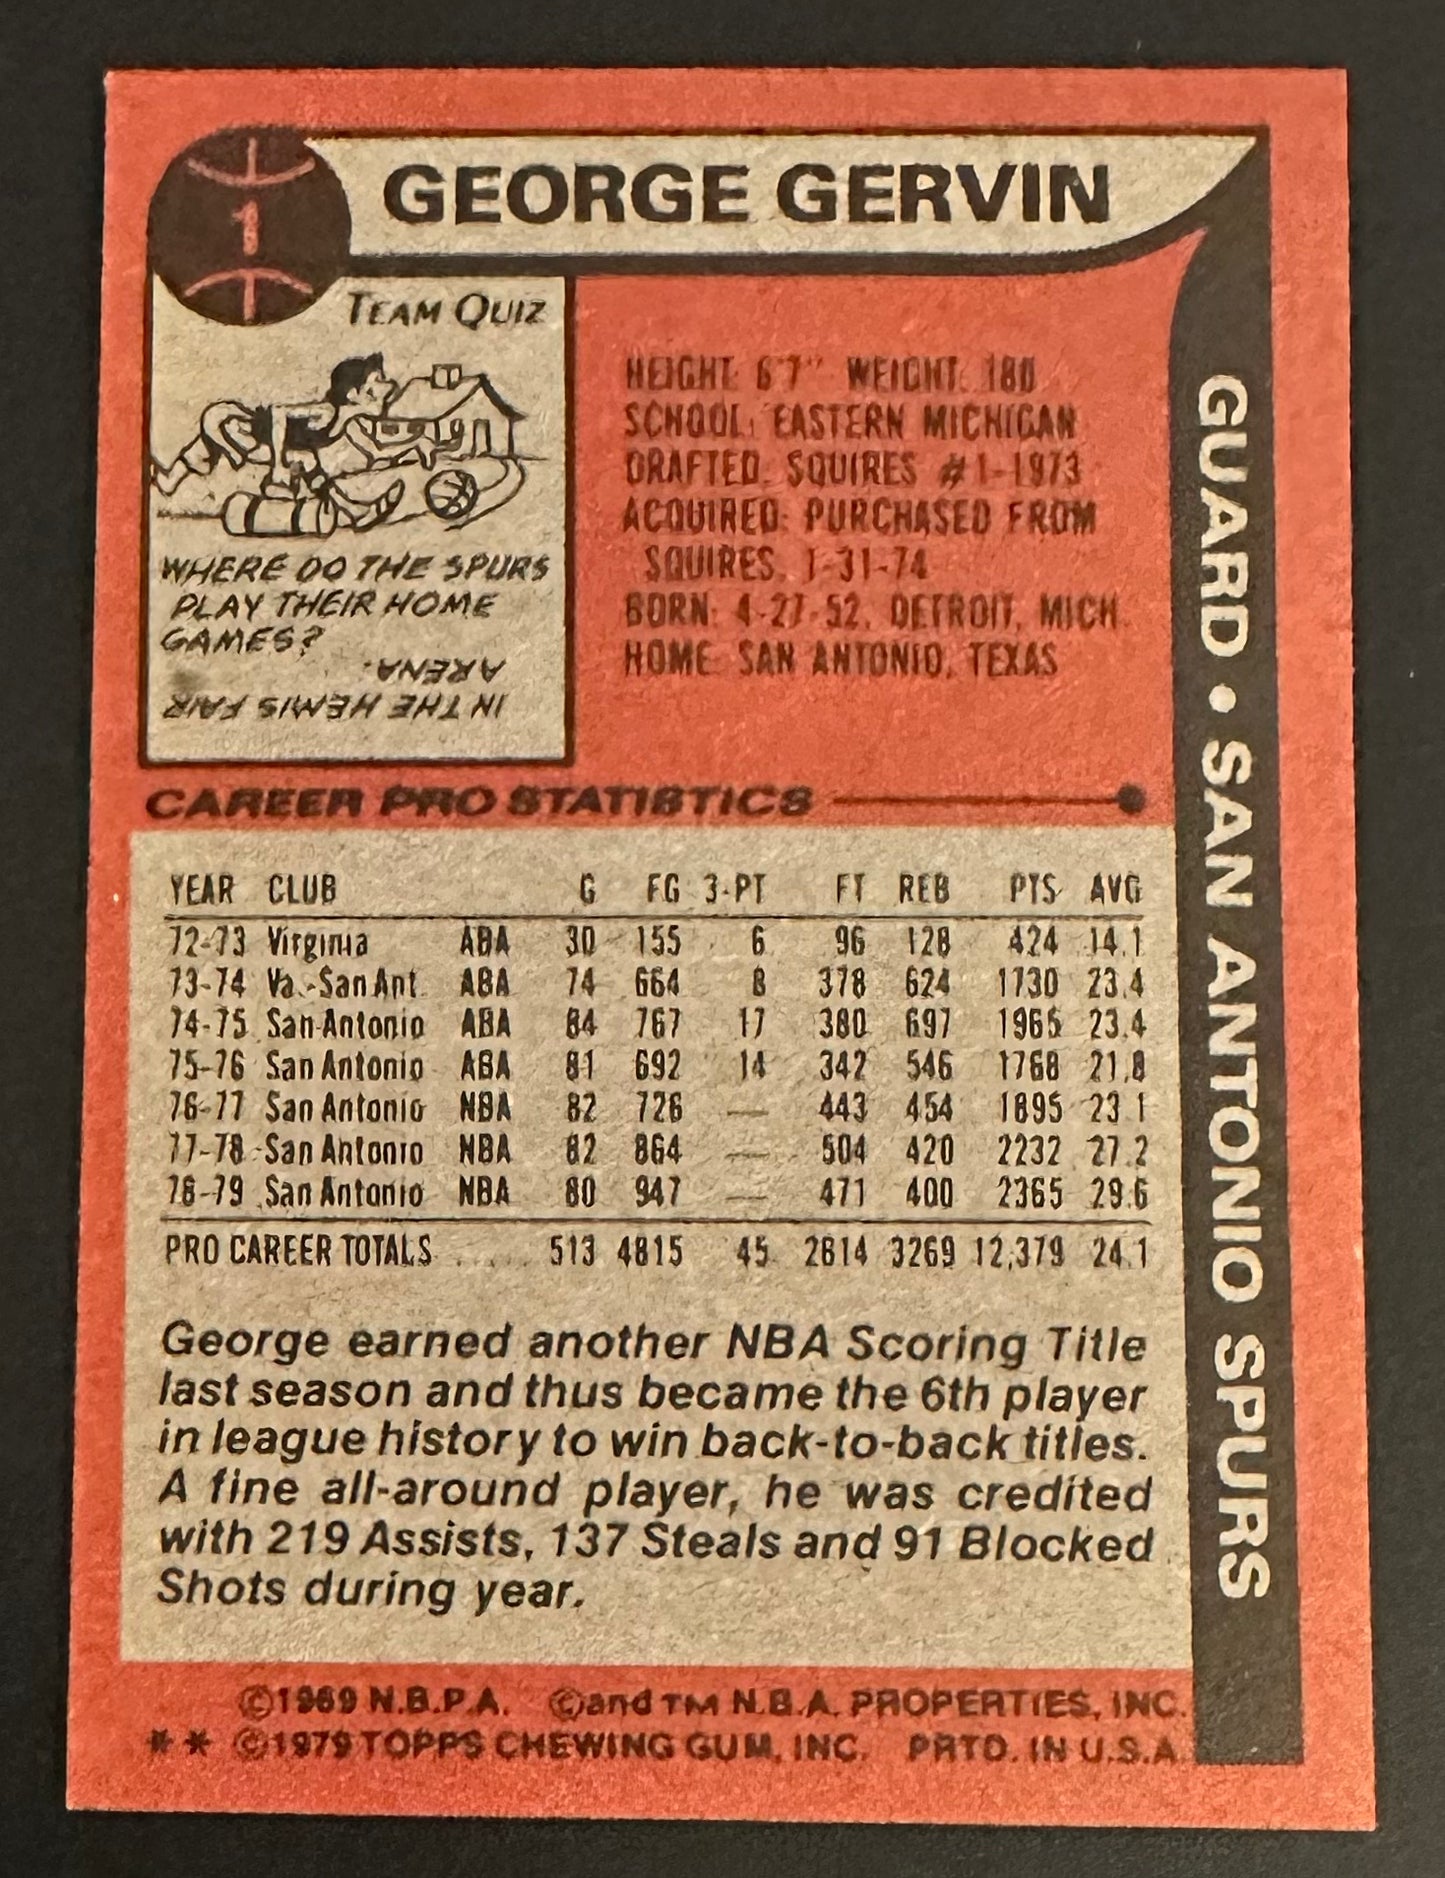 1
GEORGE GERVIN
TEAM QUIZ
WHERE DO THE SPURS
PLAY THEIR HOME
GAMES?
IN THE HEMIS FAIR
ARENA.
HEIGHT: 6'7" WEIGHT: 180
SCHOOL: EASTERN MICHIGAN
DRAFTED: SQUIRES #1-1973
ACQUIRED: PURCHASED FROM
SQUIRES, 1-31-74
BORN: 4-27-52, DETROIT, MICH.
HOME: SAN ANTONIO, TEXAS
GUARD • SAN ANTONIO SPURS
CAREER PRO STATISTICS
YEAR CLUB G FG 3-PT FT REB PTS AVG
72-73 Virginia ABA 30 155 6 96 128 424 14.1
73-74 Va.-San Ant. ABA 74 664 8 378 624 1730 23.4
74-75 San Antonio ABA 84 767 17 380 697 1965 23.4
75-76 San Antonio ABA 81 692 14 342 546 1768 21.8
76-77 San Antonio NBA 82 726 — 443 454 1895 23.1
77-78 San Antonio NBA 82 864 — 504 420 2232 27.2
78-79 San Antonio NBA 80 947 — 471 400 2365 29.6
PRO CAREER TOTALS ..... 513 4815 45 2614 3269 12,379 24.1
George earned another NBA Scoring Title
last season and thus became the 6th player
in league history to win back-to-back titles.
A fine all-around player, he was credited
with 219 Assists, 137 Steals and 91 Blocked
Shots during year.
©1969 N.B.P.A. ©and TM N.B.A. PROPERTIES, INC.
** ©1979 TOPPS CHEWING GUM, INC. PRTD. IN U.S.A.